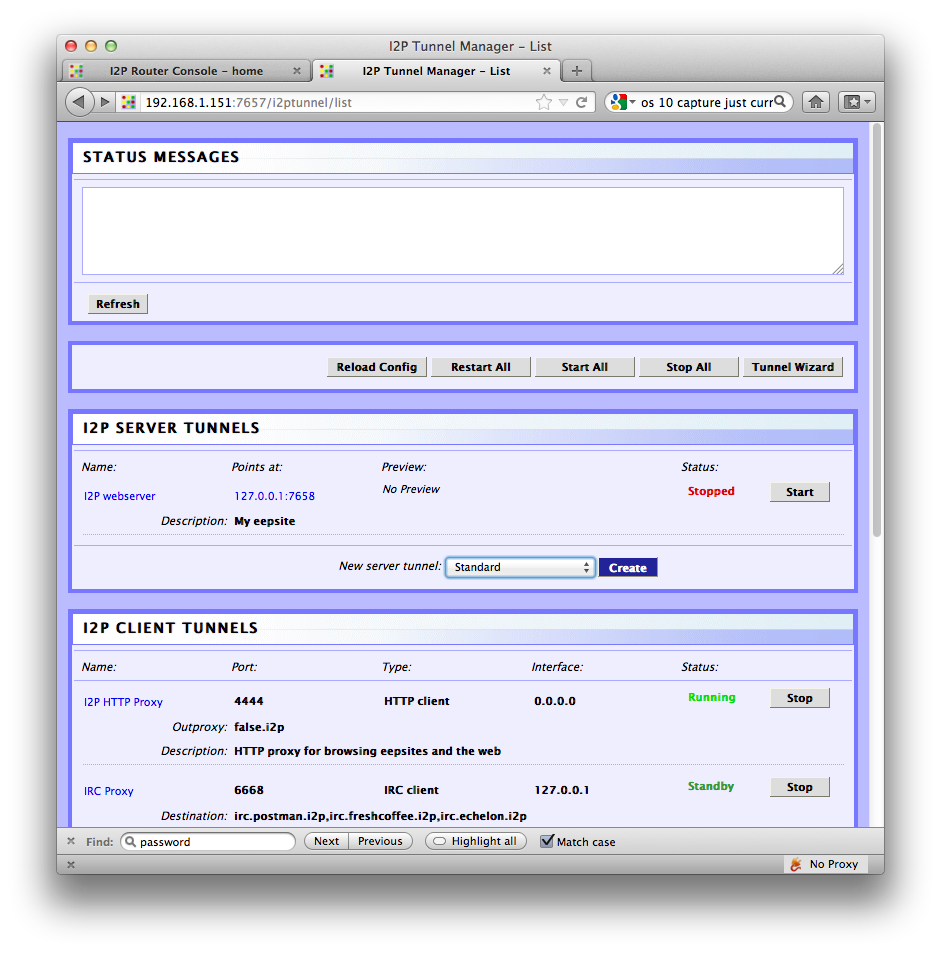 I2P Tunnel Manager – List
I2P Router Console - home
I2P Tunnel Manager - List
192.168.1.151:7657/i2ptunnel/list
os 10 capture just curr
STATUS MESSAGES
Refresh
Reload Config Restart All Start All Stop All Tunnel Wizard
I2P SERVER TUNNELS
Name: Points at: Preview: Status:
I2P webserver 127.0.0.1:7658 No Preview Stopped Start
Description: My eepsite
New server tunnel: Standard Create
I2P CLIENT TUNNELS
Name: Port: Type: Interface: Status:
I2P HTTP Proxy 4444 HTTP client 0.0.0.0 Running Stop
Outproxy: false.i2p
Description: HTTP proxy for browsing eepsites and the web
IRC Proxy 6668 IRC client 127.0.0.1 Standby Stop
Destination: irc.postman.i2p,irc.freshcoffee.i2p,irc.echelon.i2p
Find: password Next Previous Highlight all Match case
No Proxy